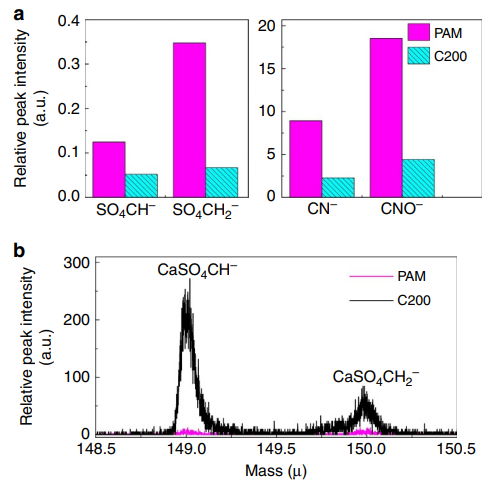 a
Relative peak intensity
(a.u.)
0.4
0.3
0.2
0.1
0.0
SO₄CH⁻
SO₄CH₂⁻
20
15
10
5
0
CN⁻
CNO⁻
PAM
C200
b
Relative peak intensity
(a.u.)
300
200
100
0
CaSO₄CH⁻
CaSO₄CH₂⁻
PAM
C200
148.5
149.0
149.5
150.0
150.5
Mass (μ)